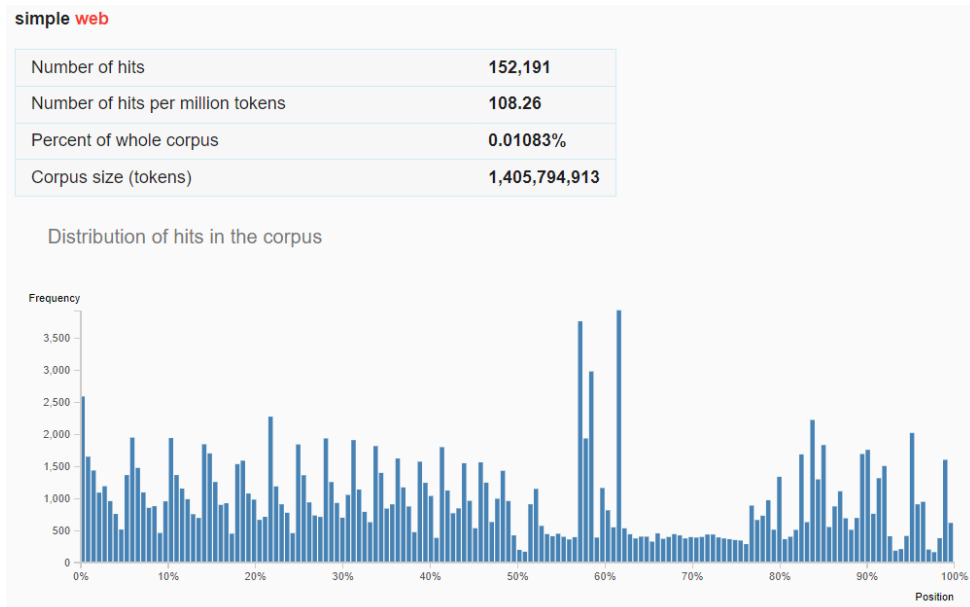 simple web
Number of hits 152,191
Number of hits per million tokens 108.26
Percent of whole corpus 0.01083%
Corpus size (tokens) 1,405,794,913
Distribution of hits in the corpus
Frequency
3,500
3,000
2,500
2,000
1,500
1,000
500
0
0% 10% 20% 30% 40% 50% 60% 70% 80% 90% 100%
Position